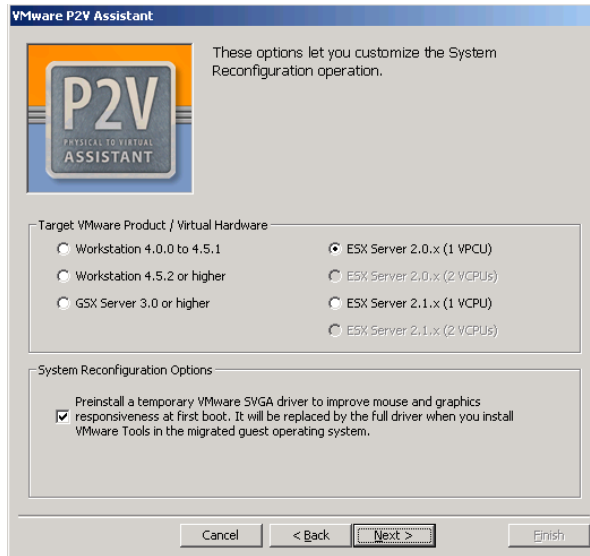 VMware P2V Assistant
These options let you customize the System
Reconfiguration operation.
P2V
PHYSICAL TO VIRTUAL
ASSISTANT
Target VMware Product / Virtual Hardware
Workstation 4.0.0 to 4.5.1
ESX Server 2.0.x (1 VPCU)
Workstation 4.5.2 or higher
ESX Server 2.0.x (2 VCPUs)
GSX Server 3.0 or higher
ESX Server 2.1.x (1 VCPU)
ESX Server 2.1.x (2 VCPUs)
System Reconfiguration Options
Preinstall a temporary VMware SVGA driver to improve mouse and graphics
responsiveness at first boot. It will be replaced by the full driver when you install
VMware Tools in the migrated guest operating system.
Cancel
< Back
Next >
Finish